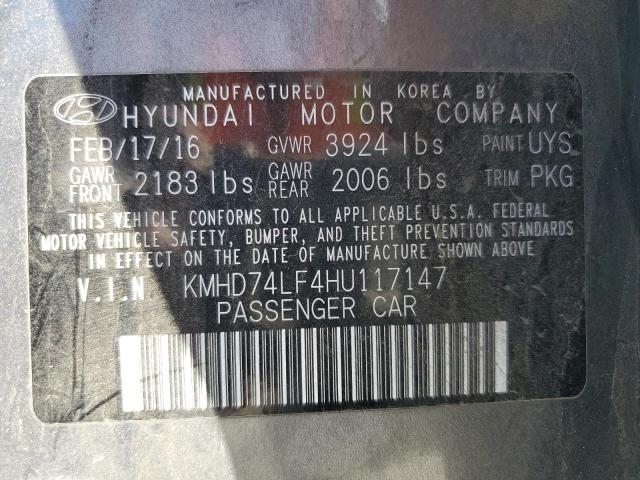 MANUFACTURED IN KOREA BY
HYUNDAI MOTOR COMPANY
FEB/17/16 GVWR 3924 lbs PAINT UYS
GAWR FRONT 2183 lbs GAWR REAR 2006 lbs TRIM PKG
THIS VEHICLE CONFORMS TO ALL APPLICABLE U.S.A. FEDERAL
MOTOR VEHICLE SAFETY, BUMPER, AND THEFT PREVENTION STANDARDS
IN EFFECT ON THE DATE OF MANUFACTURE SHOWN ABOVE.
V.I.N. KMHD74LF4HU117147
PASSENGER CAR